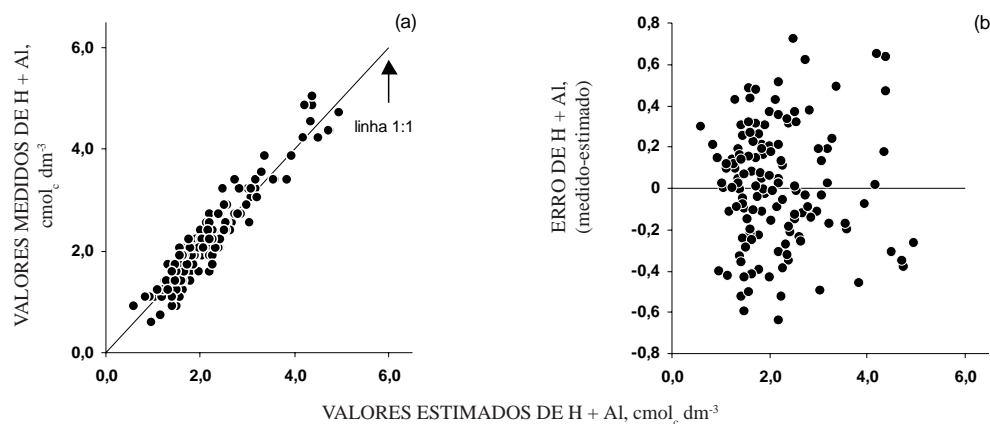 (a)
VALORES MEDIDOS DE H + Al,
cmolc dm-3
6,0
4,0
2,0
0,0
linha 1:1
0,0 2,0 4,0 6,0
(b
ERRO DE H + Al,
(medido-estimado)
0,8
0,6
0,4
0,2
0
-0,2
-0,4
-0,6
-0,8
0,0 2,0 4,0 6,0
VALORES ESTIMADOS DE H + Al, cmolc dm-3